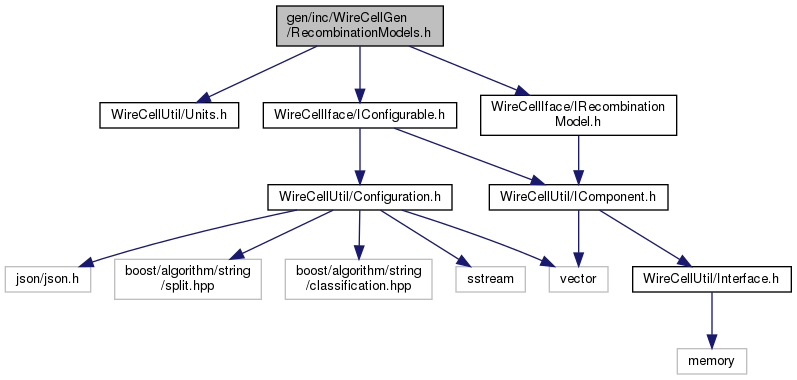 gen/inc/WireCellGen
/RecombinationModels.h
WireCellUtil/Units.h
WireCellIface/IConfigurable.h
WireCellIface/IRecombination
Model.h
WireCellUtil/Configuration.h
WireCellUtil/IComponent.h
json/json.h
boost/algorithm/string
/split.hpp
boost/algorithm/string
/classification.hpp
sstream
vector
WireCellUtil/Interface.h
memory